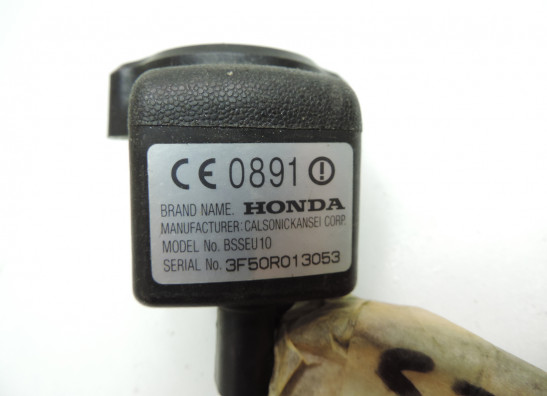 CE 0891
BRAND NAME. HONDA
MANUFACTURER: CALSONICKANSEI CORP.
MODEL No. BSSEU10
SERIAL No. 3F50R013053